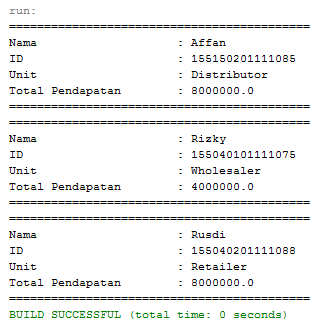 run:
===========================================
Nama : Affan
ID : 155150201111085
Unit : Distributor
Total Pendapatan : 8000000.0
===========================================
===========================================
Nama : Rizky
ID : 155040101111075
Unit : Wholesaler
Total Pendapatan : 4000000.0
===========================================
===========================================
Nama : Rusdi
ID : 155040201111088
Unit : Retailer
Total Pendapatan : 8000000.0
===========================================
BUILD SUCCESSFUL (total time: 0 seconds)